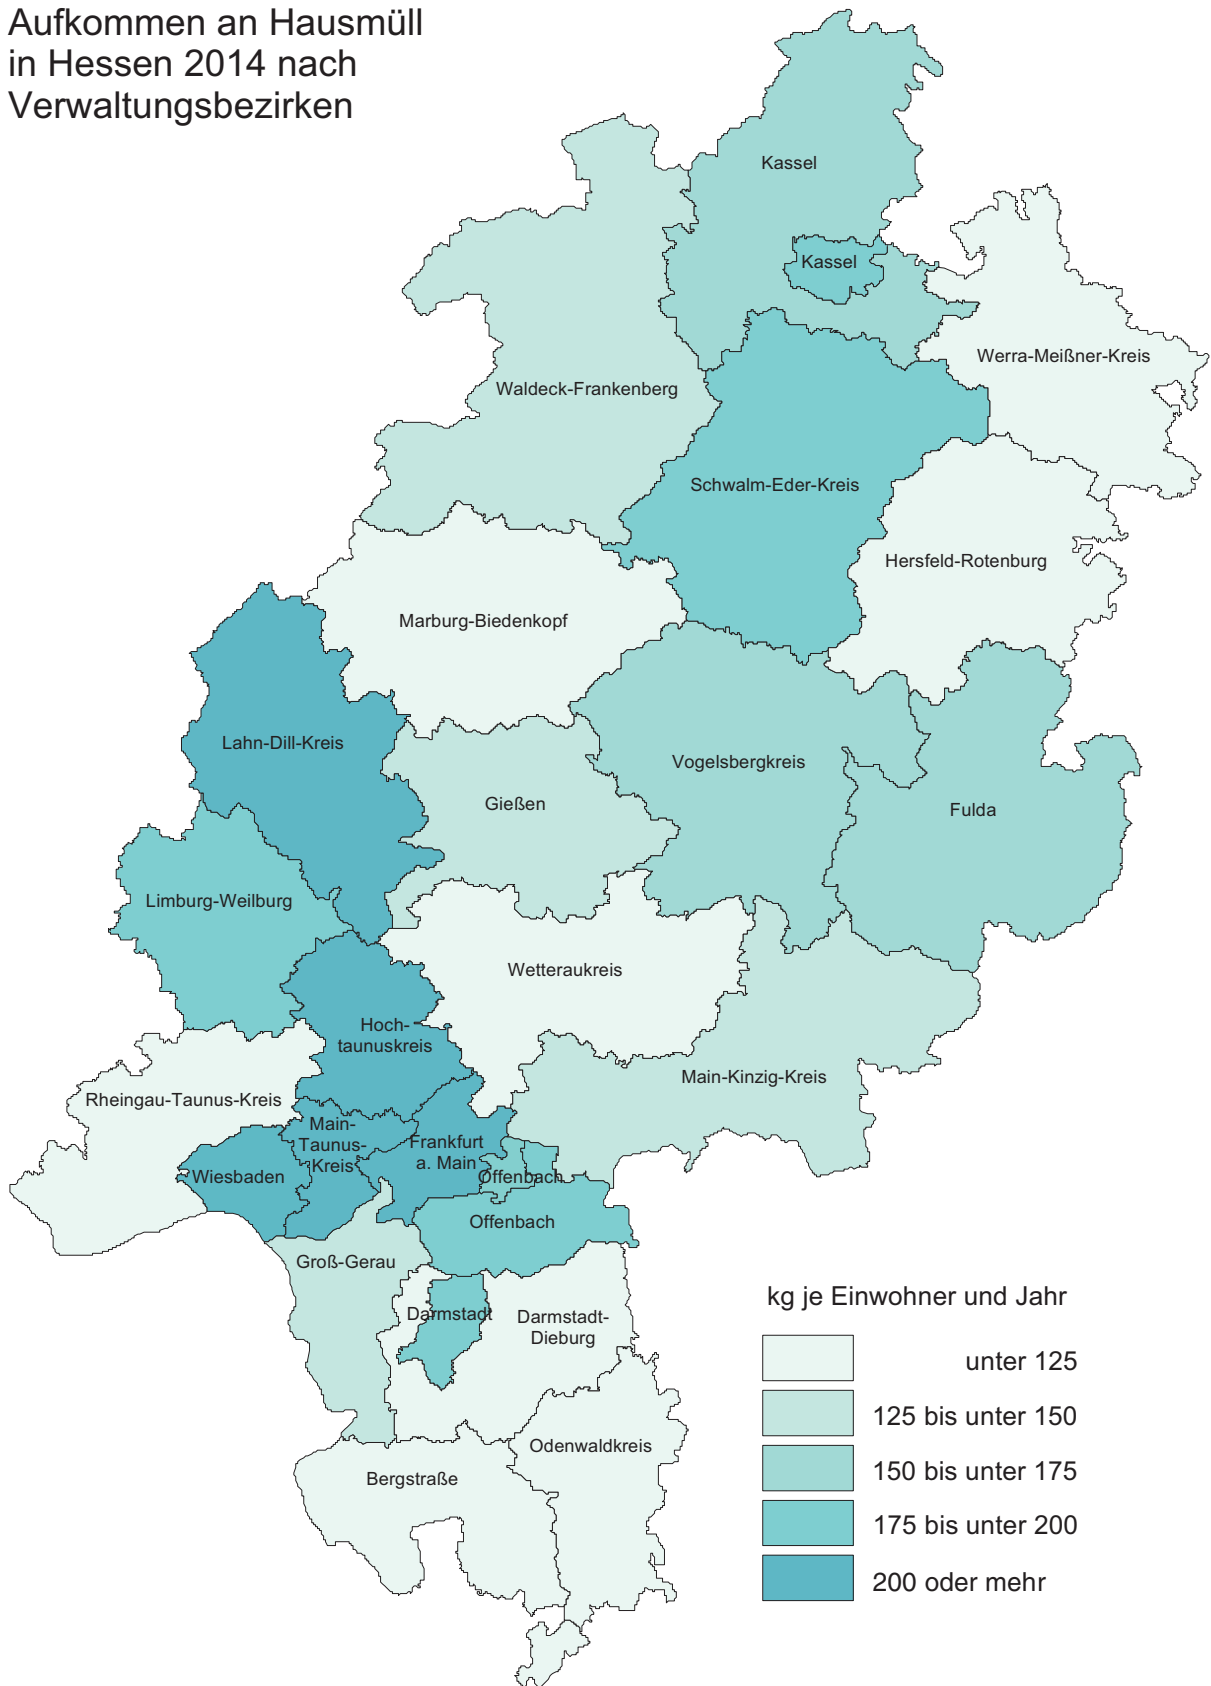 Aufkommen an Hausmüll
in Hessen 2014 nach
Verwaltungsbezirken
Kassel
Kassel
Werra-Meißner-Kreis
Waldeck-Frankenberg
Schwalm-Eder-Kreis
Hersfeld-Rotenburg
Marburg-Biedenkopf
Lahn-Dill-Kreis
Vogelsbergkreis
Gießen
Fulda
Limburg-Weilburg
Wetteraukreis
Hoch-
taunuskreis
Main-Kinzig-Kreis
Rheingau-Taunus-Kreis
Main-
Taunus-
Kreis
Frankfurt
a. Main
Wiesbaden
Offenbach
Offenbach
Groß-Gerau
Darmstadt
Darmstadt-
Dieburg
Odenwaldkreis
Bergstraße
kg je Einwohner und Jahr
unter 125
125 bis unter 150
150 bis unter 175
175 bis unter 200
200 oder mehr